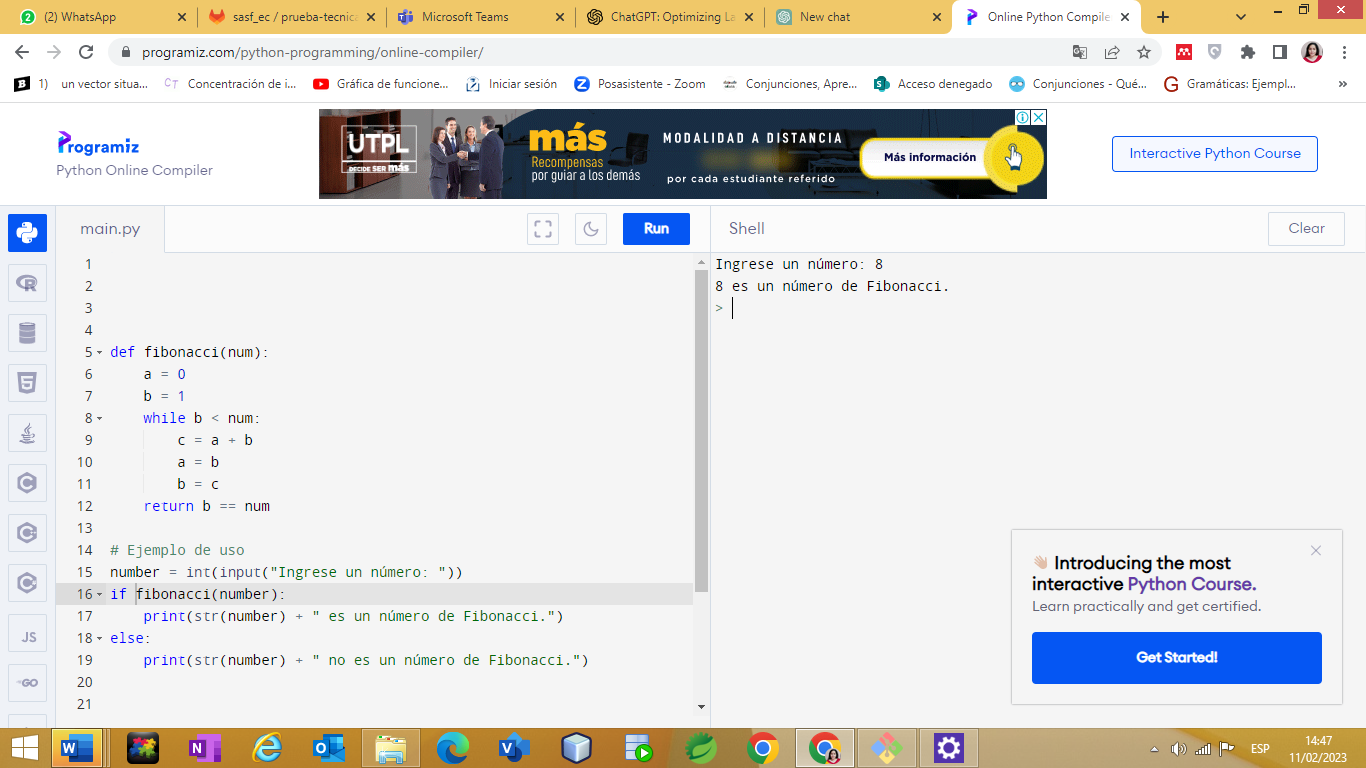 (2) WhatsApp
sasf_ec / prueba-tecnica
Microsoft Teams
ChatGPT: Optimizing La
New chat
Online Python Compile
programiz.com/python-programming/online-compiler/
1) un vector situa...
Concentración de i...
Gráfica de funcione...
Iniciar sesión
Posasistente - Zoom
Conjunciones, Apre...
Acceso denegado
Conjunciones - Qué...
Gramáticas: Ejempl...
»
Programiz
Python Online Compiler
UTPL
DECIDE SER más
más
Recompensas
por guiar a los demás
MODALIDAD A DISTANCIA
por cada estudiante referido
Más información
Interactive Python Course
main.py
Run
Shell
Clear
1
2
3
4
5 def fibonacci(num):
6 a = 0
7 b = 1
8 while b < num:
9 c = a + b
10 a = b
11 b = c
12 return b == num
13
14 # Ejemplo de uso
15 number = int(input("Ingrese un número: "))
16 if fibonacci(number):
17 print(str(number) + " es un número de Fibonacci.")
18 else:
19 print(str(number) + " no es un número de Fibonacci.")
20
21
JS
GO
Ingrese un número: 8
8 es un número de Fibonacci.
>
Introducing the most
interactive Python Course.
Learn practically and get certified.
Get Started!
ESP
14:47
11/02/2023